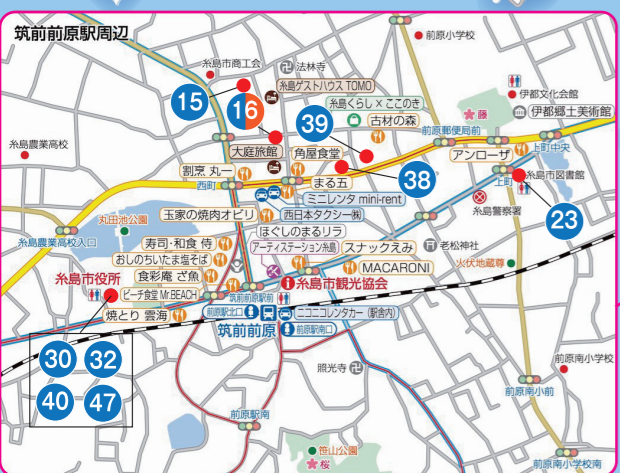 筑前前原駅周辺
糸島市商工会
法林寺
前原小学校
15
16
糸島ゲストハウス TOMO
糸島くらし×ここのき
伊都文化会館
39
古材の森
藤
伊都郷土美術館
糸島農業高校
大庭旅館
角屋食堂
前原郵便局前
アンローザ
上町中央
割烹 丸一
まる五
38
上町
糸島市図書館
西町
ミニレンタ mini-rent
糸島警察署
23
丸田池公園
玉家の焼肉オビリ
西日本タクシー㈱
ほぐしのまるリラ
糸島農業高校入口
寿司・和食 侍
アーティステーション糸島
スナックえみ
老松神社
おしのちいたま塩そば
火伏地蔵尊
糸島市役所
食彩庵 ざ魚
MACARONI
ビーチ食堂 Mr.BEACH
筑前前原駅前
糸島市観光協会
焼とり 雲海
前原駅北口
ニコニコレンタカー(駅舎内)
筑前前原
前原駅南口
30
32
40
47
照光寺
前原南小学校
前原南小前
前原駅南
笹山公園
桜
前原南小学校南